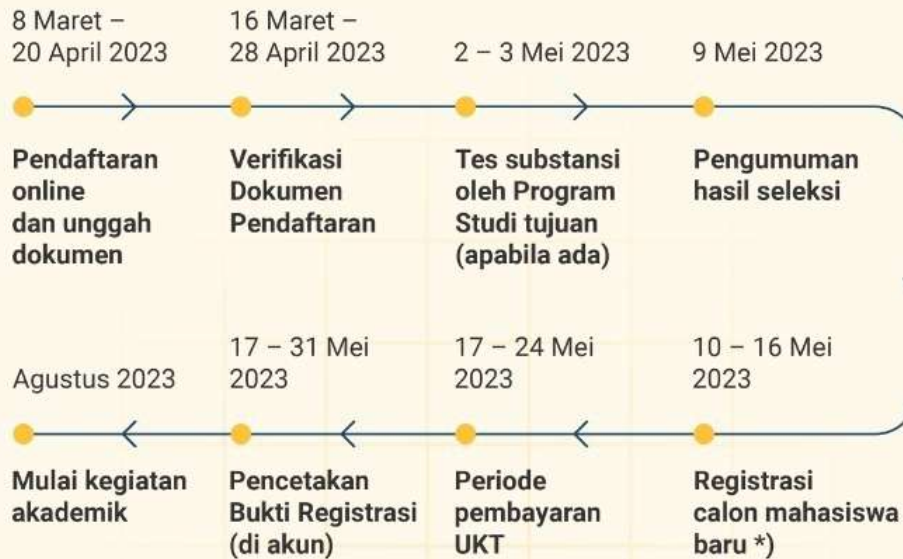 8 Maret –
20 April 2023
Pendaftaran
online
dan unggah
dokumen
16 Maret –
28 April 2023
Verifikasi
Dokumen
Pendaftaran
2 – 3 Mei 2023
Tes substansi
oleh Program
Studi tujuan
(apabila ada)
9 Mei 2023
Pengumuman
hasil seleksi
10 – 16 Mei
2023
Registrasi
calon mahasiswa
baru *)
17 – 24 Mei
2023
Periode
pembayaran
UKT
17 – 31 Mei
2023
Pencetakan
Bukti Registrasi
(di akun)
Agustus 2023
Mulai kegiatan
akademik